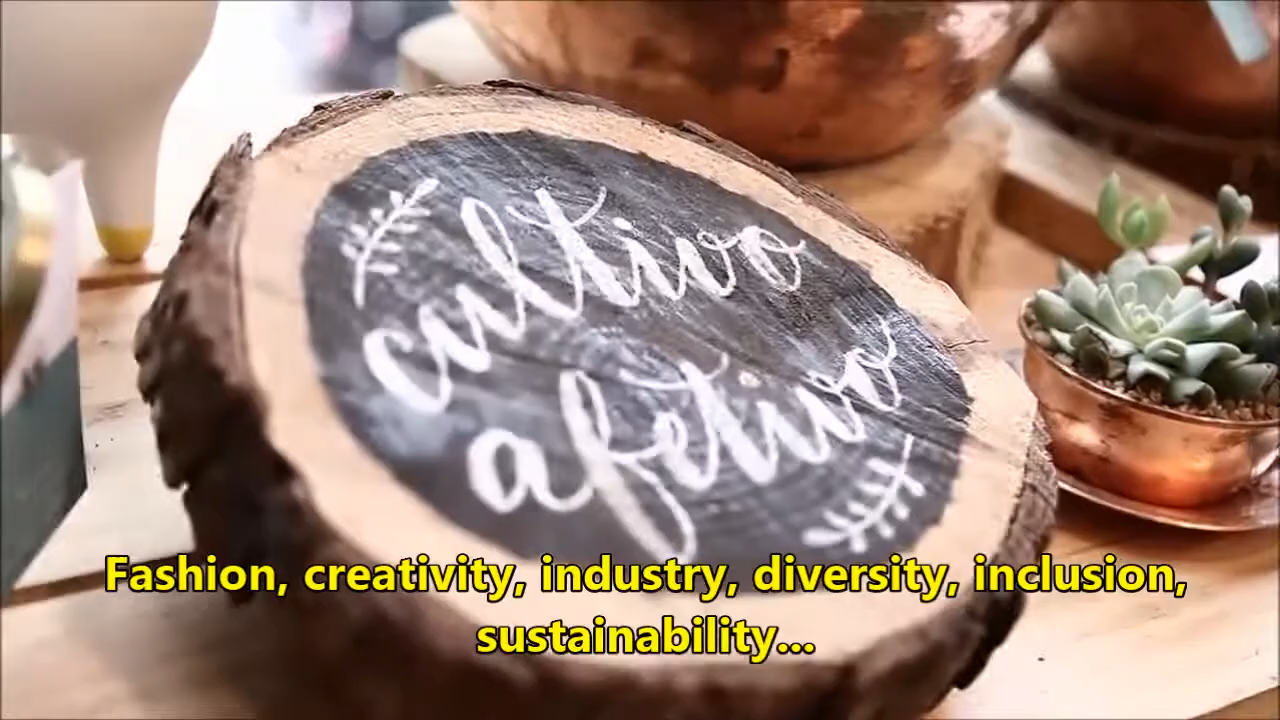 cultivo
afetivo
Fashion, creativity, industry, diversity, inclusion,
sustainability...